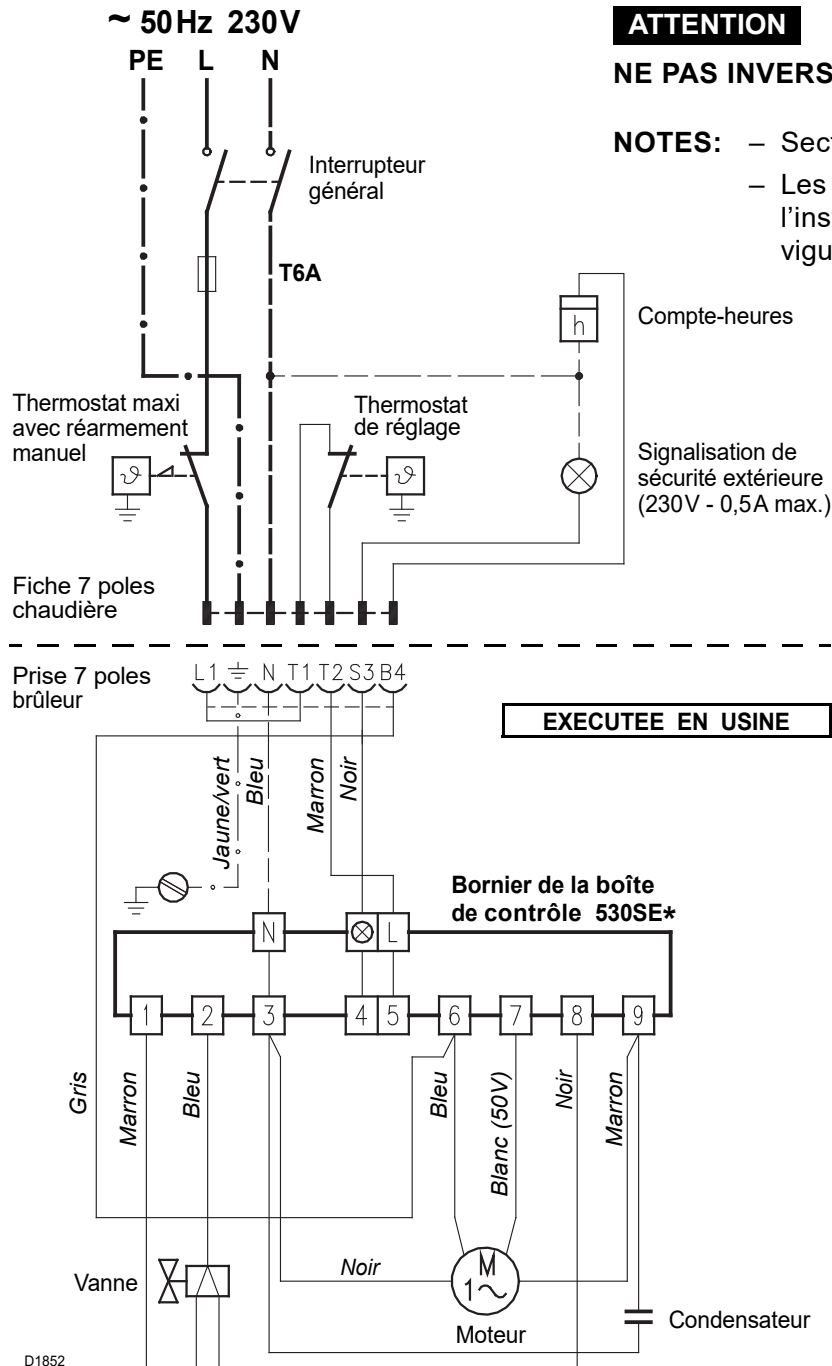 ~ 50 Hz 230V
PE L N
ATTENTION
NE PAS INVERS
NOTES: – Sect
– Les
l’ins
vigu
Interrupteur
général
T6A
h
Compte-heures
Thermostat maxi
avec réarmement
manuel
Thermostat
de réglage
ϑ
ϑ
Signalisation de
sécurité extérieure
(230V - 0,5A max.)
Fiche 7 poles
chaudière
Prise 7 poles
brûleur
L1 N T1 T2 S3 B4
EXECUTEE EN USINE
Jaune/vert
Bleu
Marron
Noir
Bornier de la boîte
de contrôle 530SE*
N L
1 2 3 4 5 6 7 8 9
Gris
Marron
Bleu
Bleu
Blanc (50V)
Noir
Marron
Vanne
Noir
M
1~
Moteur
Condensateur
D1852